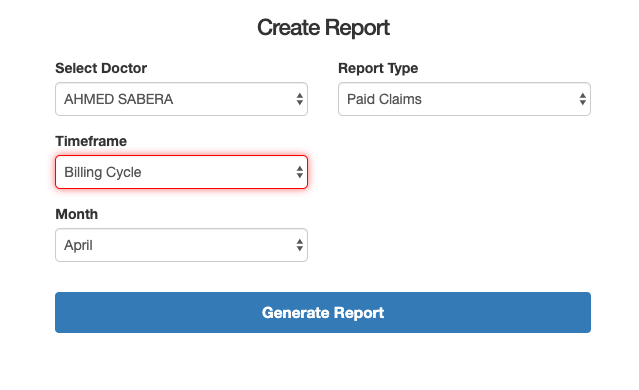 Create Report
Select Doctor
AHMED SABERA
Report Type
Paid Claims
Timeframe
Billing Cycle
Month
April
Generate Report